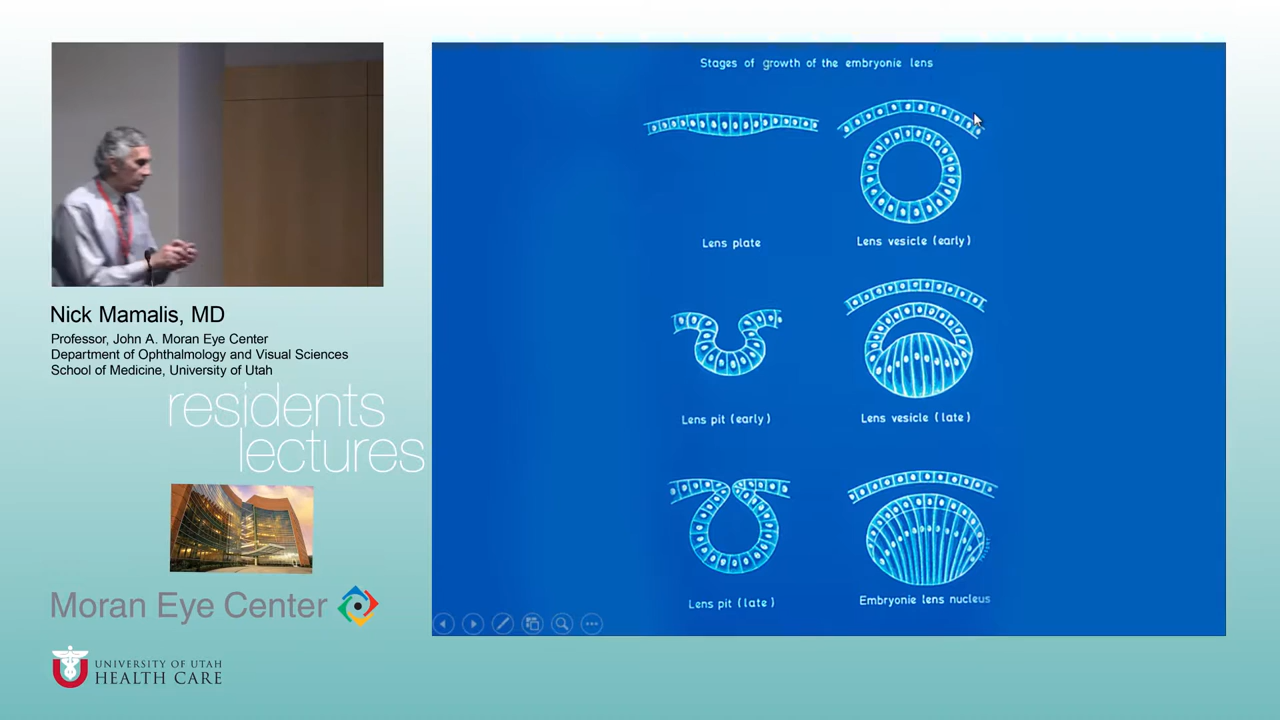 Stages of growth of the embryonie lens
Lens plate
Lens vesicle (early)
Lens pit (early)
Lens vesicle (late)
Lens pit (late)
Embryonie lens nucleus
Nick Mamalis, MD
Professor, John A. Moran Eye Center
Department of Ophthalmology and Visual Sciences
School of Medicine, University of Utah
residents
lectures
Moran Eye Center
UNIVERSITY OF UTAH
HEALTH CARE